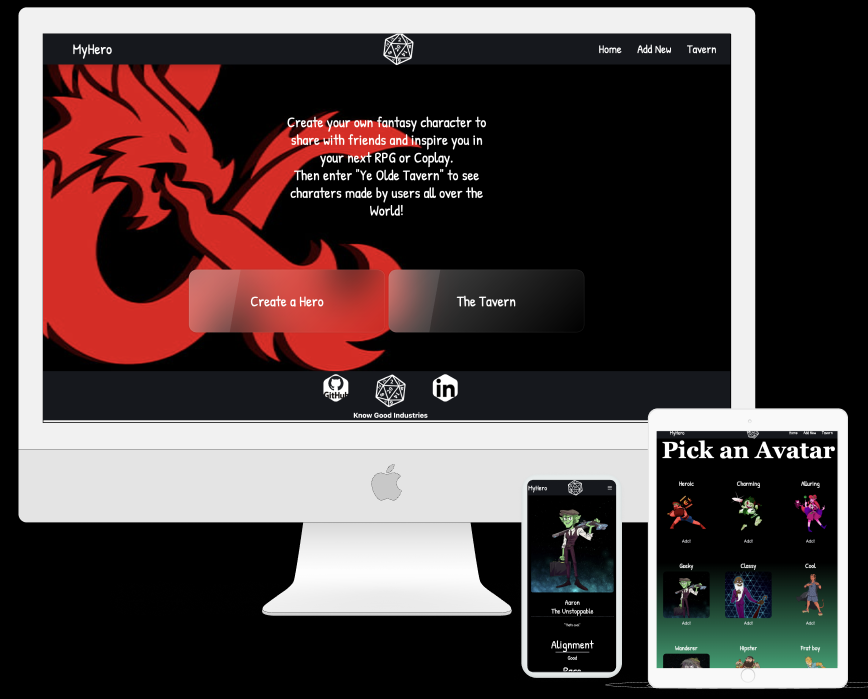 MyHero
Home Add New Tavern
Create your own fantasy character to
share with friends and inspire you in
your next RPG or Coplay.
Then enter "Ye Olde Tavern" to see
charaters made by users all over the
World!
Create a Hero
The Tavern
GitHub
in
Know Good Industries
MyHero
Aaron
The Unstoppable
Alignment
Good
Race
MyHero
Home Add New Tavern
Pick an Avatar
Heroic Charming Alluring
Add! Add! Add!
Geeky Classy Cool
Add! Add! Add!
Wanderer Hipster Frat boy